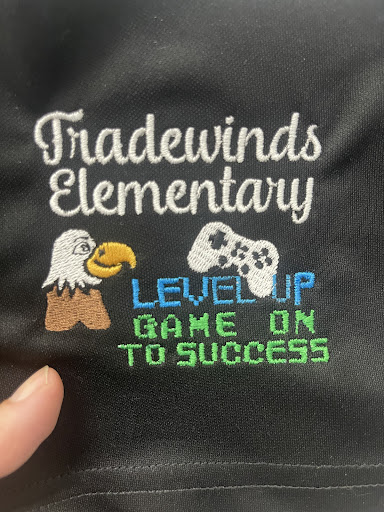 Tradewinds
Elementary
LEVEL UP
GAME ON
TO SUCCESS